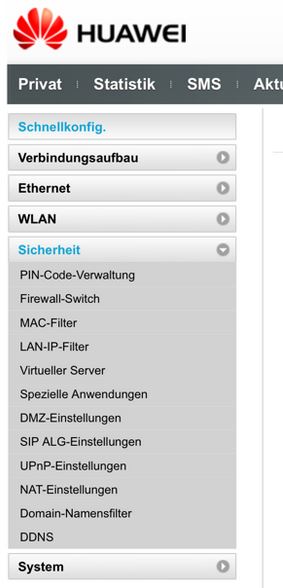 HUAWEI
Privat Statistik SMS
Schnellkonfig.
Verbindungsaufbau
Ethernet
WLAN
Sicherheit
PIN-Code-Verwaltung
Firewall-Switch
MAC-Filter
LAN-IP-Filter
Virtueller Server
Spezielle Anwendungen
DMZ-Einstellungen
SIP ALG-Einstellungen
UPnP-Einstellungen
NAT-Einstellungen
Domain-Namensfilter
DDNS
System